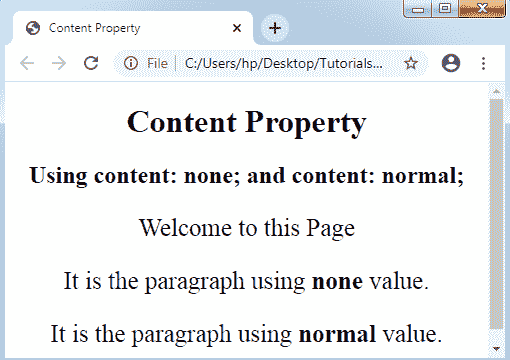 Content Property
File
C:/Users/hp/Desktop/Tutorials...
Content Property
Using content: none; and content: normal;
Welcome to this Page
It is the paragraph using none value.
It is the paragraph using normal value.